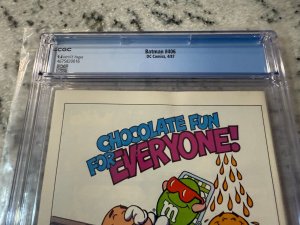 CGC
Batman #406
DC Comics, 4/87
CHOCOLATE FUN
FOR EVERYONE!
m